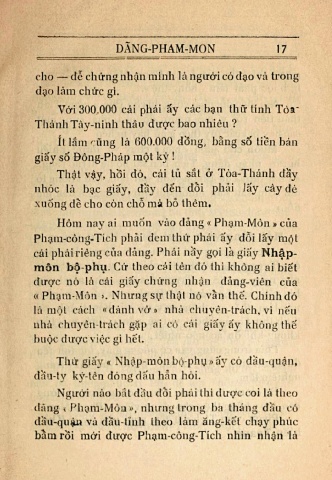 DẢNG-PHAM-MON 17
cho — để chứng nhận mình là người có đạo và trong
đạo làm chức gì.
Với 300.000 cái phái ấy các bạn thử tính Tòa-
Thánh Tây-ninh thâu được bao nhiêu ?
Ít lắm cũng là 600.000 đồng, bằng số tiền bán
giấy số Đông-Pháp một kỳ !
Thật vậy, hồi đó, cái tủ sắt ở Tòa-Thánh đầy
nhóc là bạc giấy, đầy đến đỗi phải lấy cây đè
xuống để cho còn chỗ mà bỏ thêm.
Hôm nay ai muốn vào đảng « Phạm-Môn » của
Phạm-công-Tích phải đem thứ phái ấy đổi lấy một
cái phái riêng của đảng. Phái nầy gọi là giấy Nhập-
môn bộ-phụ. Cứ theo cái tên đó thì không ai biết
được nó là cái giấy chứng nhận đảng-viên của
« Phạm-Môn ». Nhưng sự thật nó vẫn thế. Chính đó
là một cách « đánh vỡ » nhà chuyên-trách, vì nếu
nhà chuyên-trách gặp ai có cái giấy ấy không thể
buộc được việc gì hết.
Thứ giấy « Nhập-môn bộ-phụ » ấy có đầu-quận,
đầu-ty ký-tên đóng dấu hẳn hòi.
Người nào bắt đầu đổi phái thì được coi là theo
đảng « Phạm-Môn », nhưng trong ba tháng đầu có
đầu-quận và đầu-tỉnh theo làm ăng-kết chạy phúc
bẩm rồi mới được Phạm-công-Tích nhìn nhận là